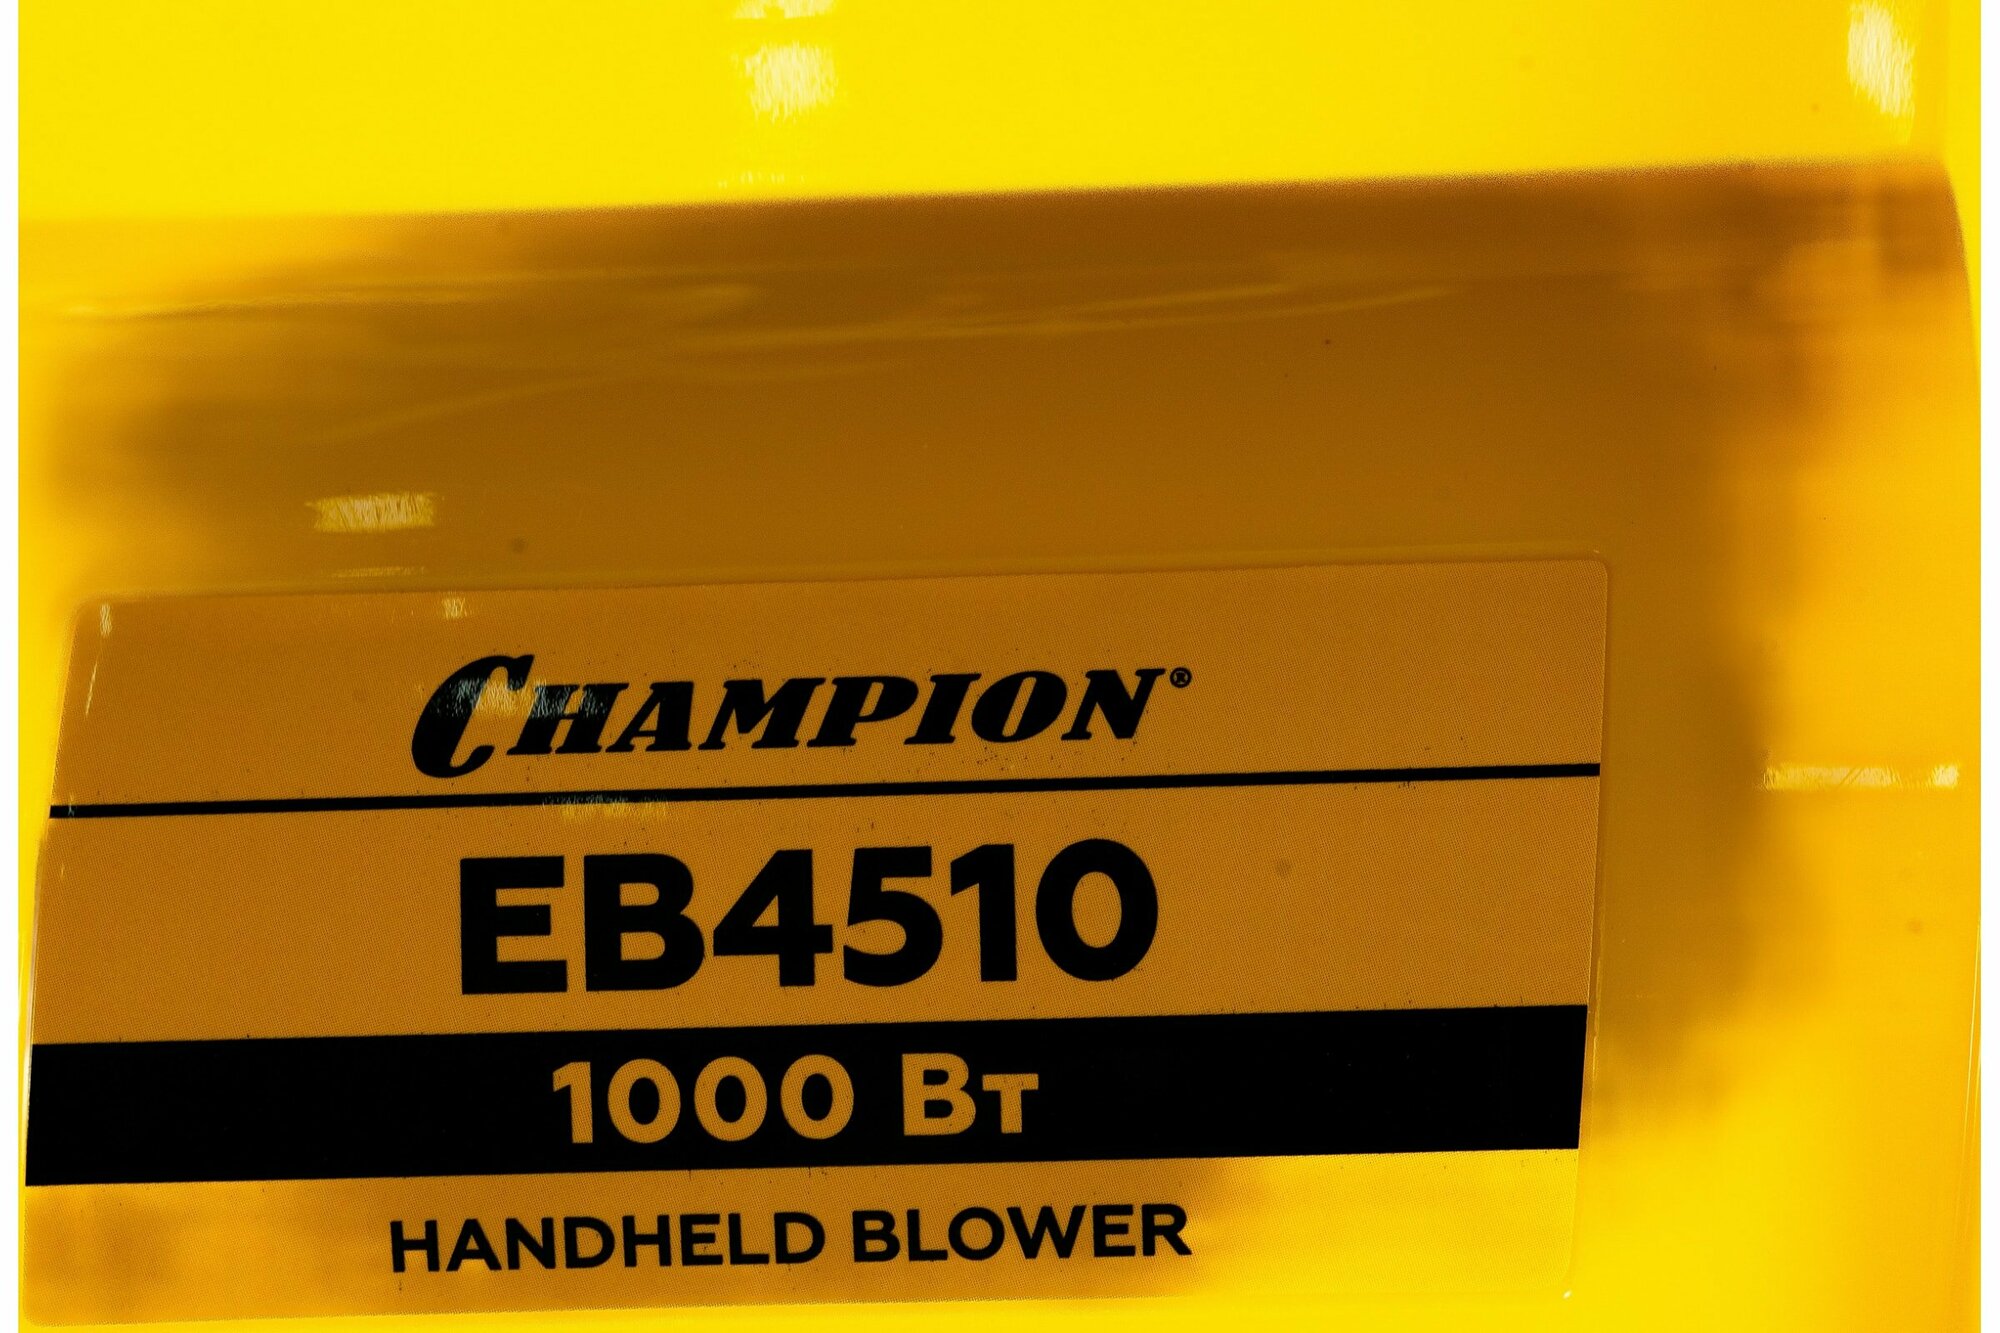 CHAMPION®
EB4510
1000 Вт
HANDHELD BLOWER